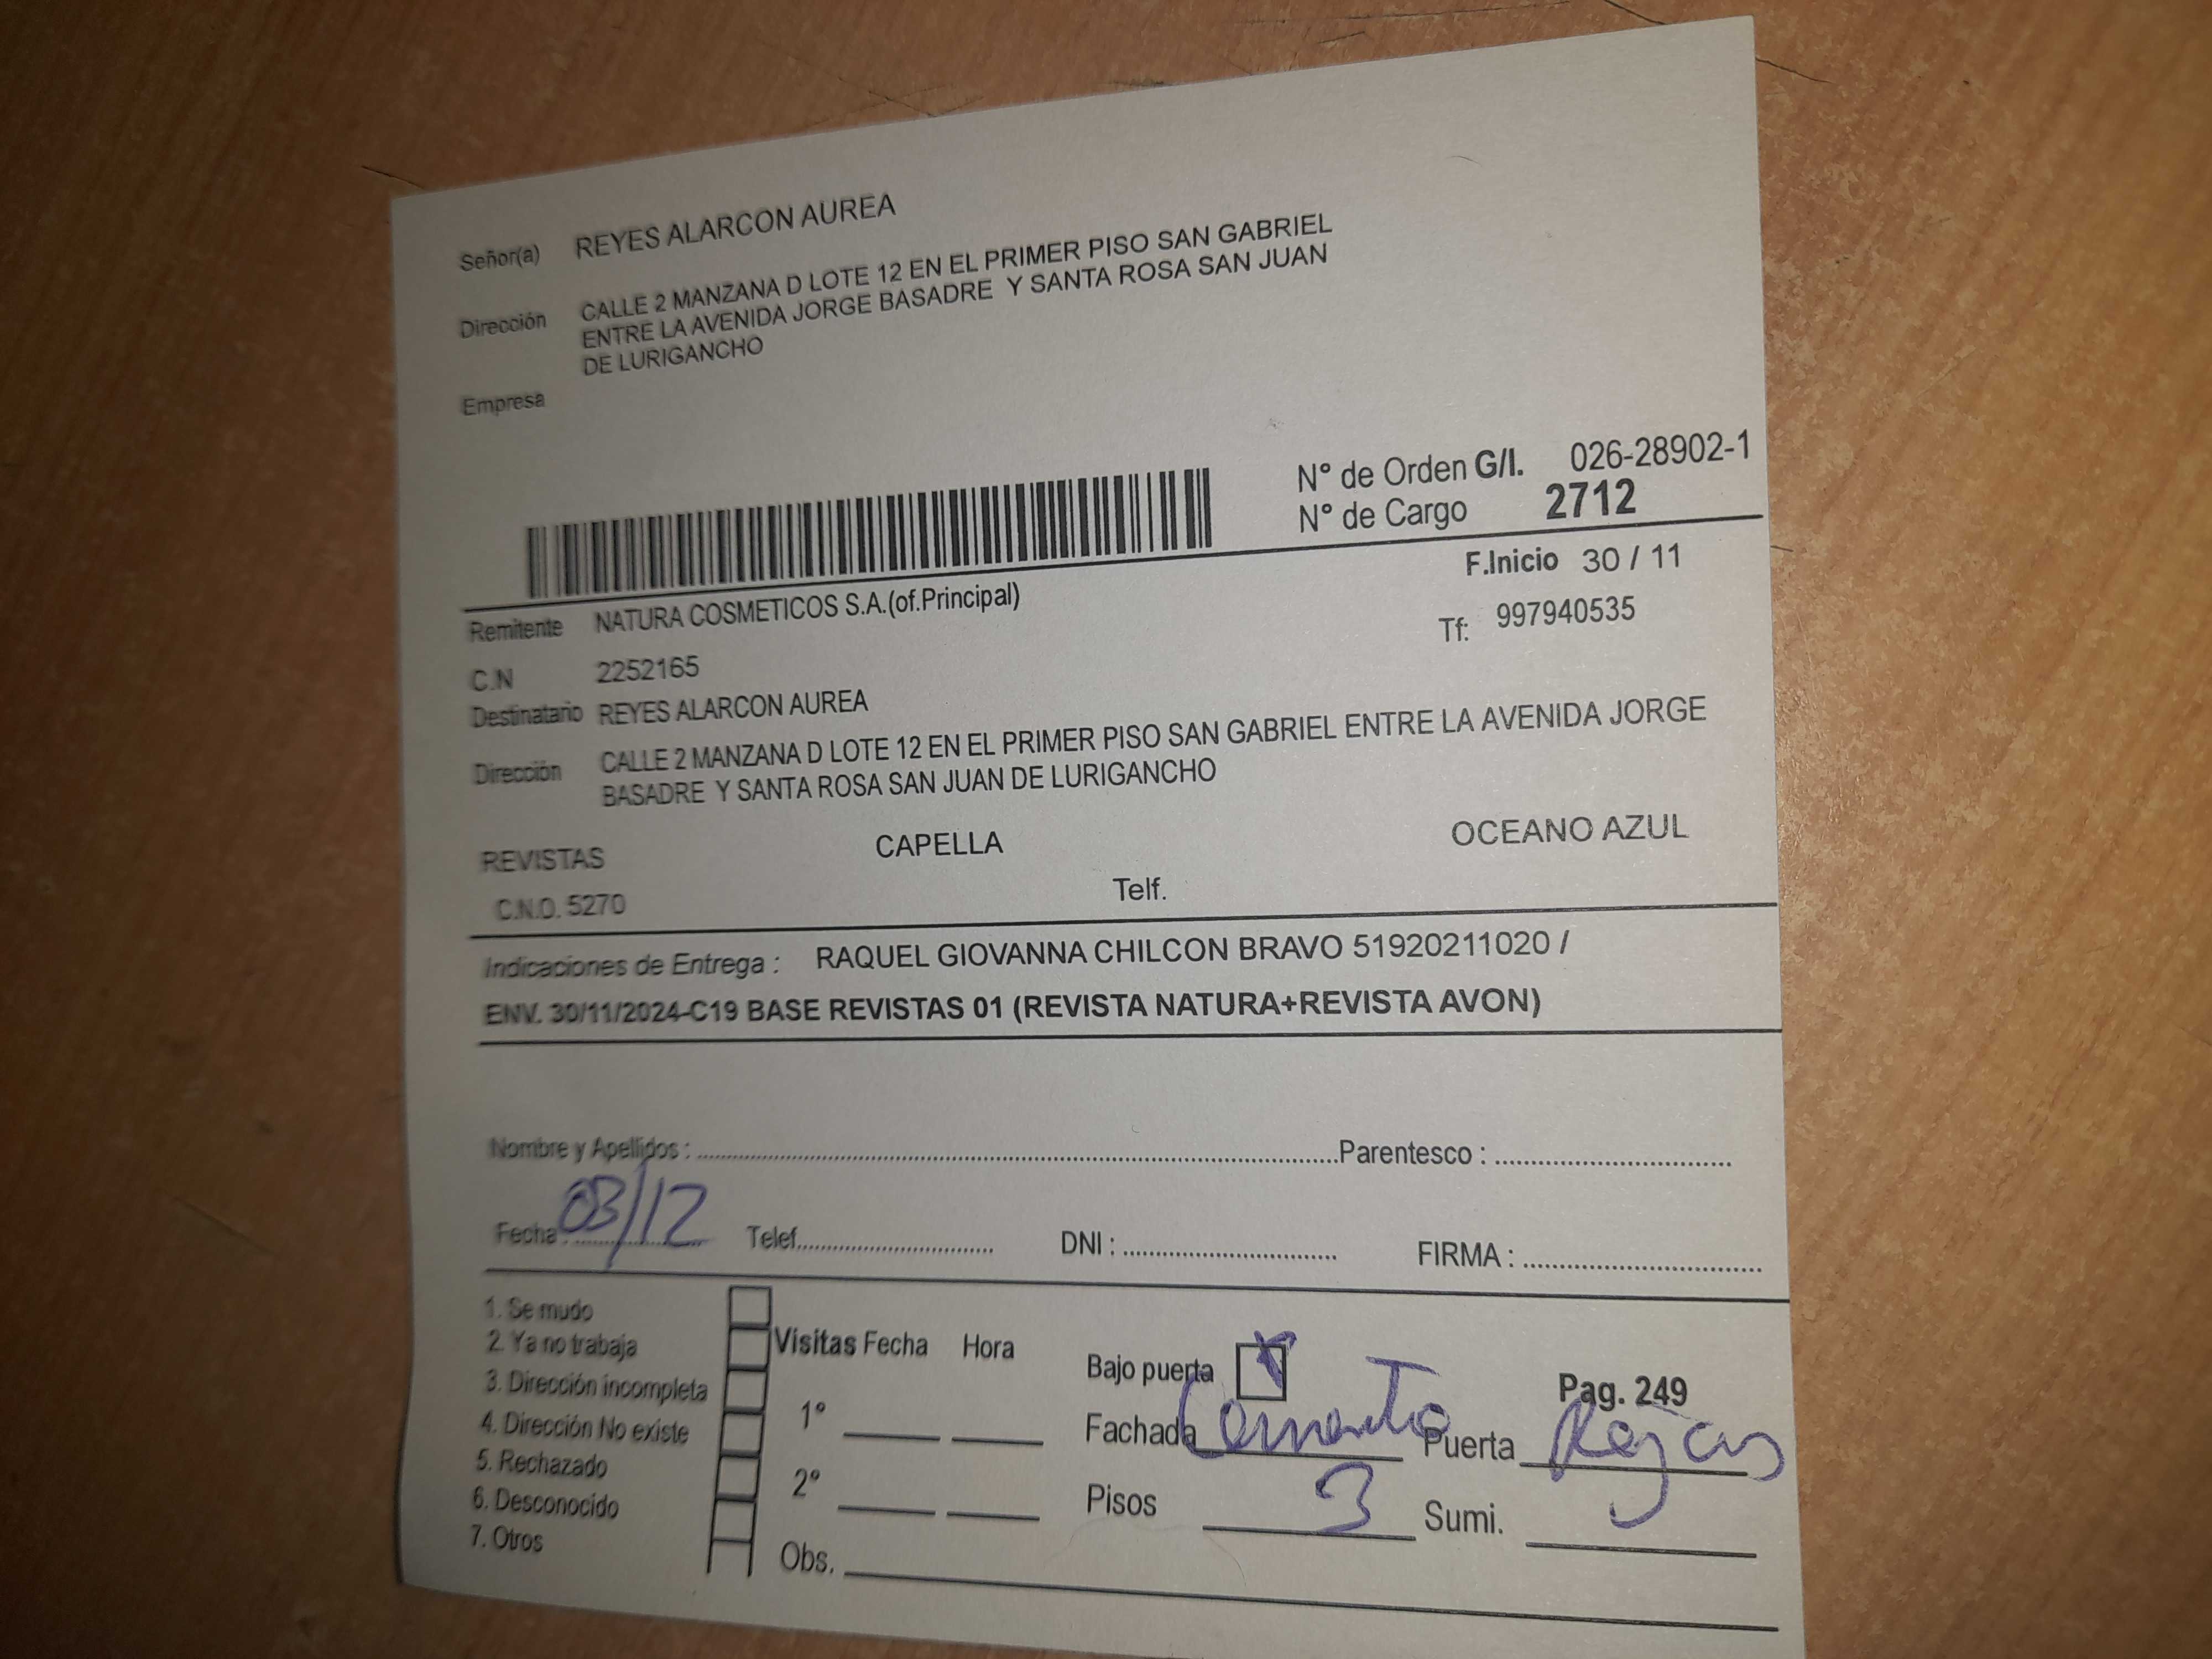 Señor(a) REYES ALARCON AUREA
Dirección CALLE 2 MANZANA D LOTE 12 EN EL PRIMER PISO SAN GABRIEL
ENTRE LA AVENIDA JORGE BASADRE Y SANTA ROSA SAN JUAN
DE LURIGANCHO
Empresa
N° de Orden G/I. 026-28902-1
N° de Cargo 2712
F.Inicio 30 / 11
Remitente NATURA COSMETICOS S.A.(of.Principal)
Tf: 997940535
C.N 2252165
Destinatario REYES ALARCON AUREA
Dirección CALLE 2 MANZANA D LOTE 12 EN EL PRIMER PISO SAN GABRIEL ENTRE LA AVENIDA JORGE
BASADRE Y SANTA ROSA SAN JUAN DE LURIGANCHO
REVISTAS CAPELLA OCEANO AZUL
C.N.O. 5270 Telf.
Indicaciones de Entrega : RAQUEL GIOVANNA CHILCON BRAVO 51920211020 /
ENV. 30/11/2024-C19 BASE REVISTAS 01 (REVISTA NATURA+REVISTA AVON)
Nombre y Apellidos : Parentesco :
Fecha : 03/12 Telef. DNI : FIRMA :
1. Se mudo
2. Ya no trabaja
3. Dirección incompleta
4. Dirección No existe
5. Rechazado
6. Desconocido
7. Otros
Visitas Fecha Hora
1°
2°
Obs.
Bajo puerta Pag. 249
Fachada Cemento Puerta Rejas
Pisos 3 Sumi.